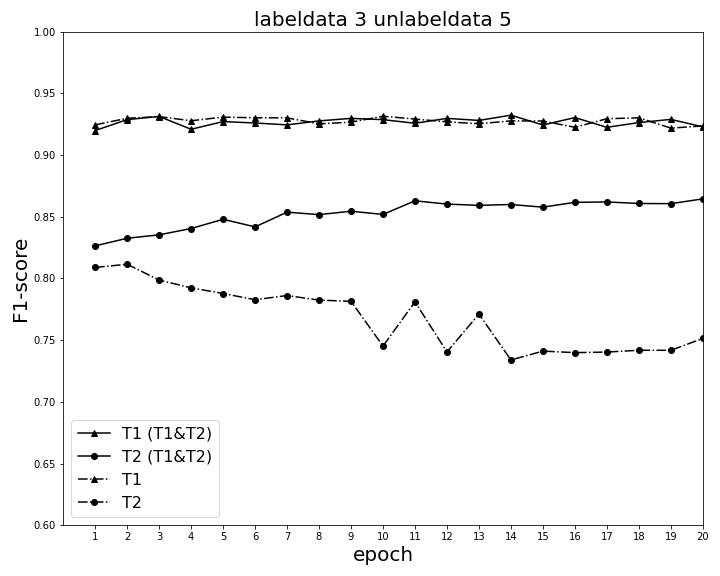 labeldata 3 unlabeldata 5
1.00
0.95
0.90
0.85
0.80
0.75
0.70
0.65
0.60
F1-score
T1 (T1&T2)
T2 (T1&T2)
T1
T2
1 2 3 4 5 6 7 8 9 10 11 12 13 14 15 16 17 18 19 20
epoch